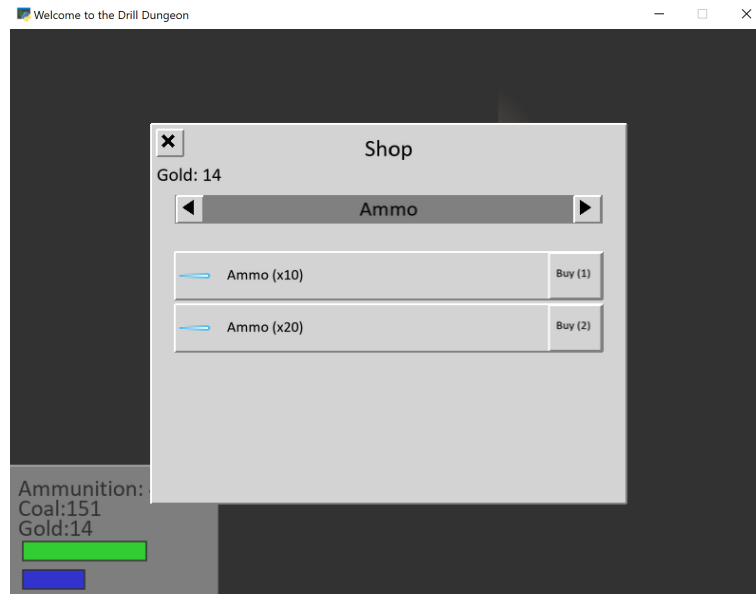 Welcome to the Drill Dungeon
Shop
Gold: 14
Ammo
Ammo (x10)
Buy (1)
Ammo (x20)
Buy (2)
Ammunition:
Coal:151
Gold:14